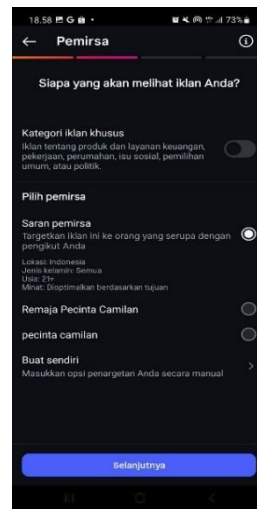 18.58
73%
Pemirsa
Siapa yang akan melihat iklan Anda?
Kategori iklan khusus
Iklan tentang produk dan layanan keuangan,
pekerjaan, perumahan, isu sosial, pemilihan
umum, atau politik.
Pilih pemirsa
Saran pemirsa
Targetkan iklan ini ke orang yang serupa dengan
pengikut Anda
Lokasi: Indonesia
Jenis kelamin: Semua
Usia: 21+
Minat: Dioptimalkan berdasarkan tujuan
Remaja Pecinta Camilan
pecinta camilan
Buat sendiri
Masukkan opsi penargetan Anda secara manual
Selanjutnya